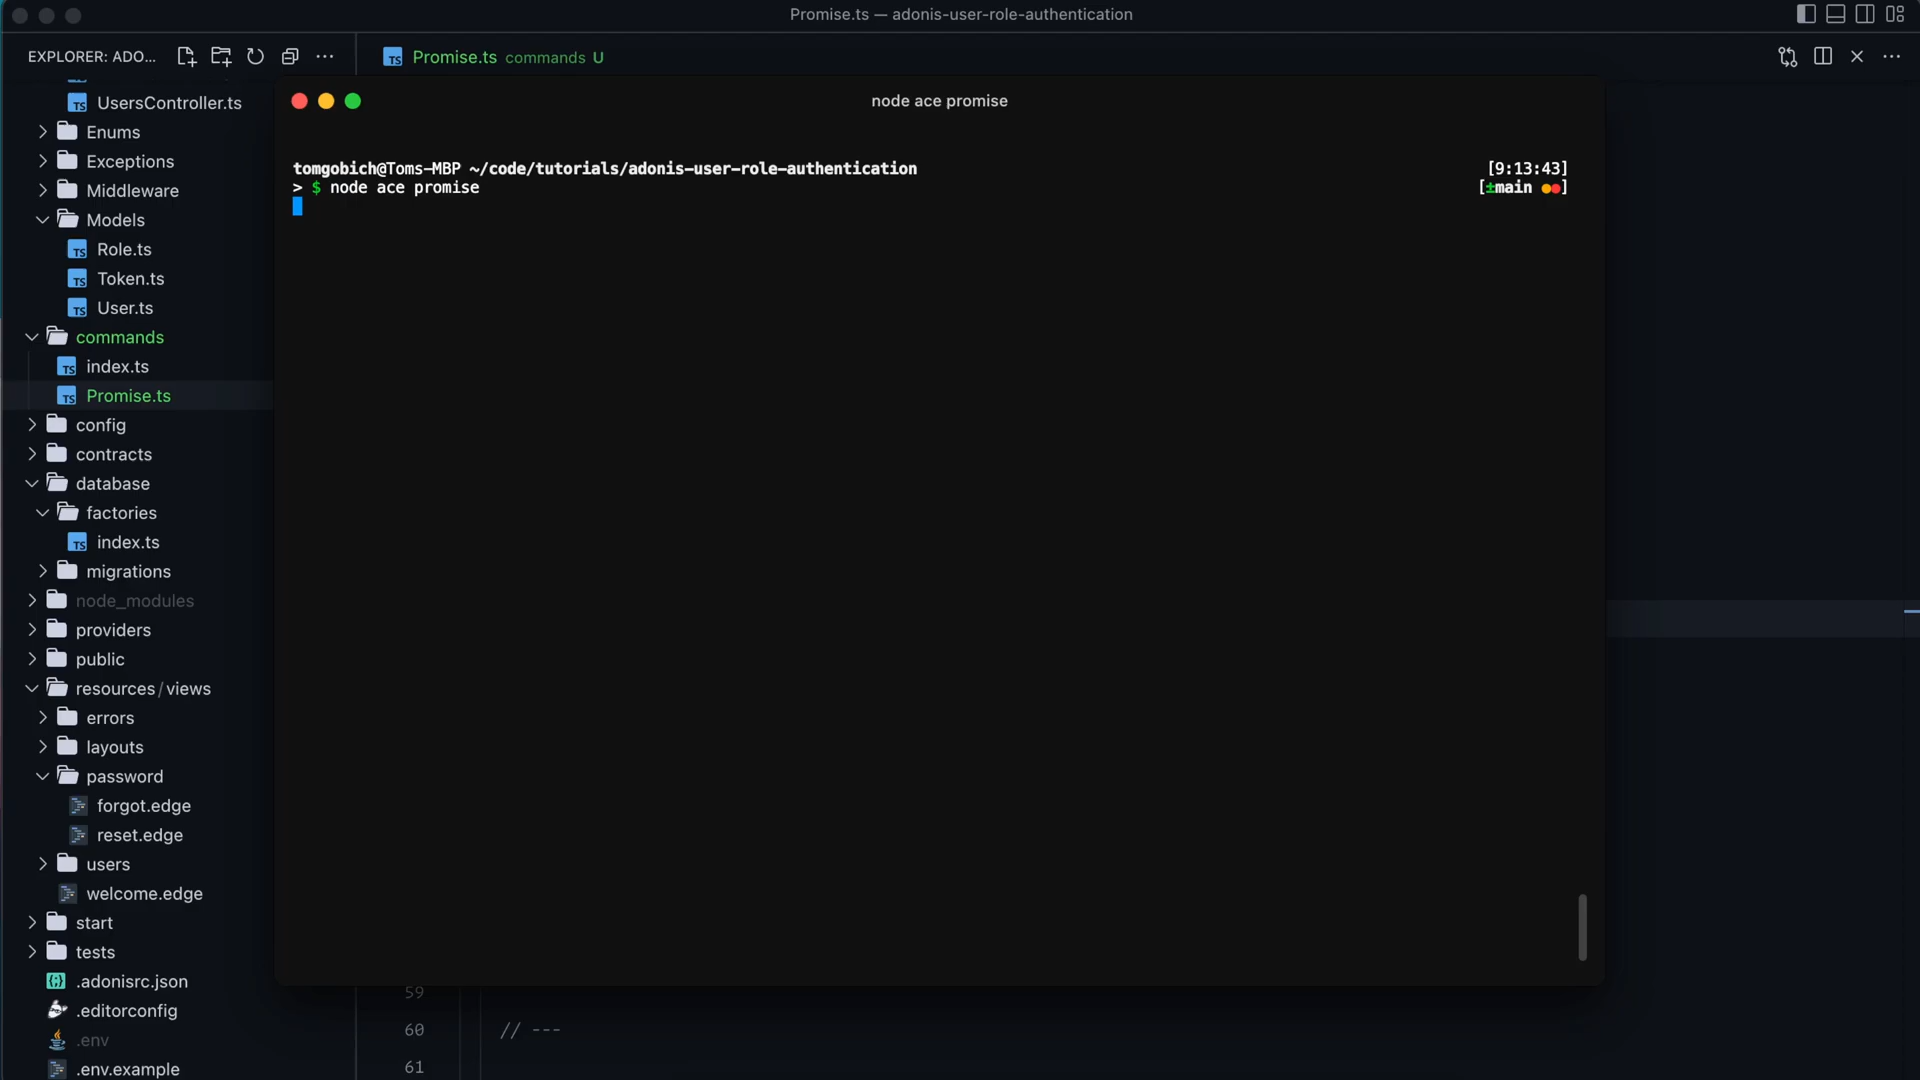 Promise.ts — adonis-user-role-authentication
EXPLORER: ADO...
Promise.ts commands U
UsersController.ts
Enums
Exceptions
Middleware
Models
Role.ts
Token.ts
User.ts
commands
index.ts
Promise.ts
config
contracts
database
factories
index.ts
migrations
node_modules
providers
public
resources/views
errors
layouts
password
forgot.edge
reset.edge
users
welcome.edge
start
tests
.adonisrc.json
.editorconfig
.env
.env.example
node ace promise
tomgobich@Toms-MBP ~/code/tutorials/adonis-user-role-authentication [9:13:43]
> $ node ace promise [±main ●●]
59
60 // ---
61